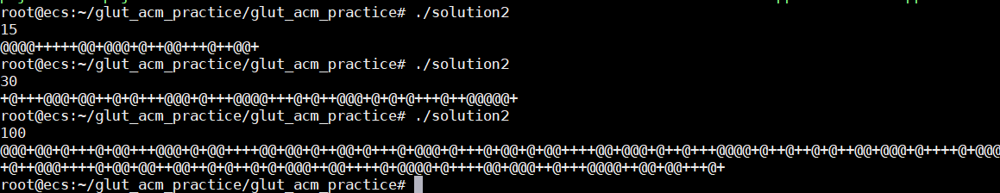 root@ecs:~/glut_acm_practice/glut_acm_practice# ./solution2
15
@@@@+++++@@+@@@+@++@@+++@++@@+
root@ecs:~/glut_acm_practice/glut_acm_practice# ./solution2
30
+@+++@@@+@@++@+@+++@@@+@+++@@@@+++@+@++@@@+@+@+@+++@++@@@@@+
root@ecs:~/glut_acm_practice/glut_acm_practice# ./solution2
100
@@@+@@+@+++@+@@+++@@@+@+@@++++@@+@@+@++@@+@+++@+@@@+@+++@+@@+@+@@++++@@+@@@+@++@+++@@@@+@++@++@+@++@@+@@@+@++++@+@@@
+@++@@@++++@+@@+@@++@@++@+@++@+@+@@@++@@++++@+@@@@+@++++@@+@@@++@+++@@@@++@@+@@+++@+
root@ecs:~/glut_acm_practice/glut_acm_practice#